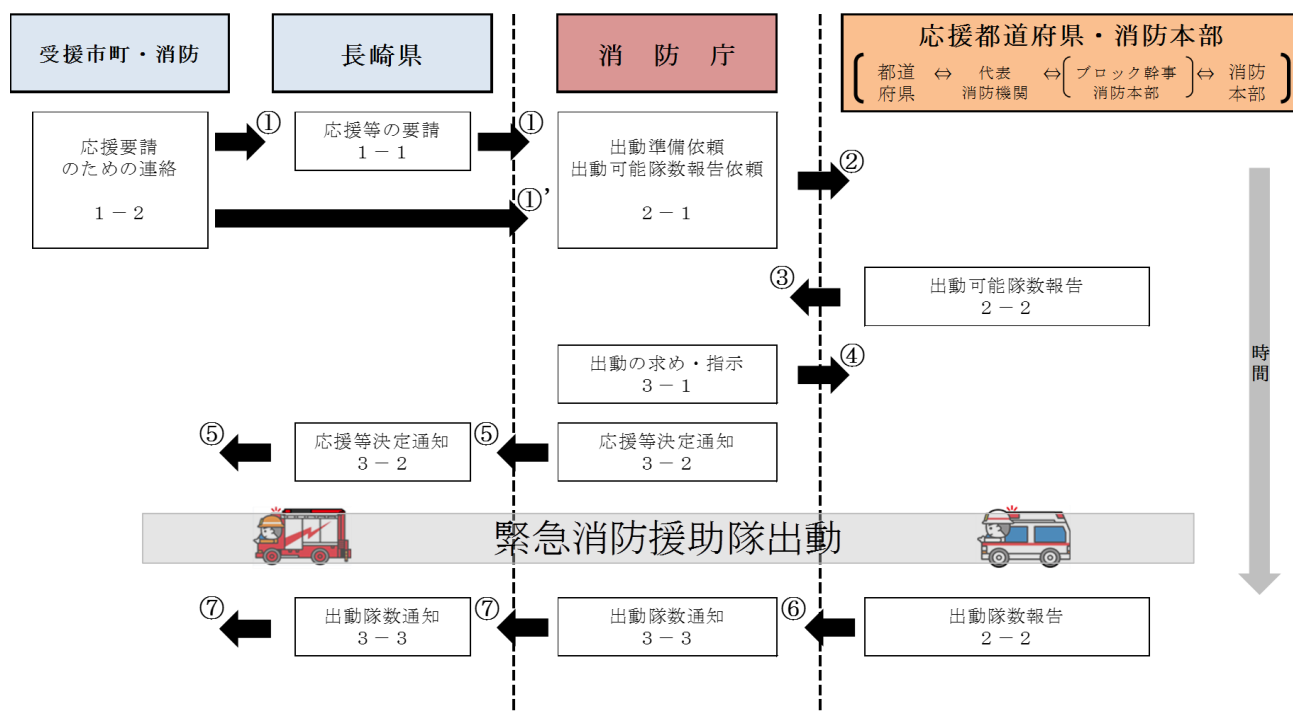 受援市町・消防
長崎県
消 防 庁
応援都道府県・消防本部
都道 ⇔ 代表 ⇔ ブロック幹事 ⇔ 消防
府県 消防機関 消防本部 本部
応援要請
のための連絡
1－2
①
応援等の要請
1－1
①
①’
出動準備依頼
出動可能隊数報告依頼
2－1
②
③
出動可能隊数報告
2－2
出動の求め・指示
3－1
④
時間
⑤
応援等決定通知
3－2
⑤
応援等決定通知
3－2
緊急消防援助隊出動
⑦
出動隊数通知
3－3
⑦
出動隊数通知
3－3
⑥
出動隊数報告
2－2